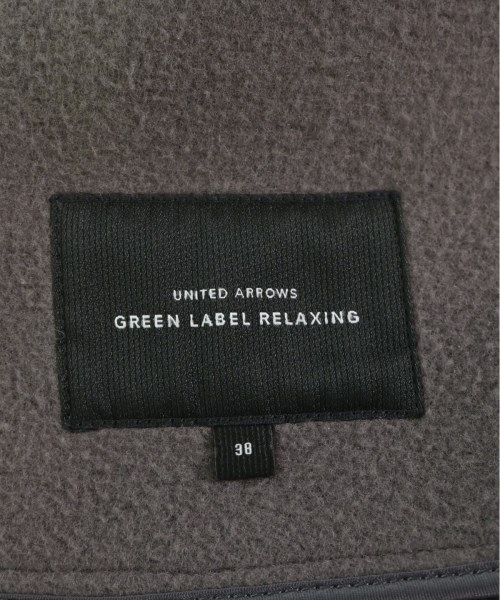 UNITED ARROWS
GREEN LABEL RELAXING
38